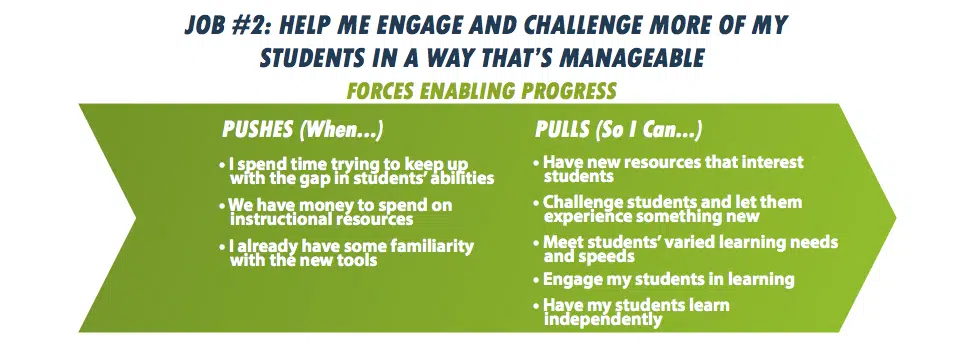 JOB #2: HELP ME ENGAGE AND CHALLENGE MORE OF MY
STUDENTS IN A WAY THAT’S MANAGEABLE
FORCES ENABLING PROGRESS
PUSHES (When...)
• I spend time trying to keep up
with the gap in students’ abilities
• We have money to spend on
instructional resources
• I already have some familiarity
with the new tools
PULLS (So I Can...)
• Have new resources that interest
students
• Challenge students and let them
experience something new
• Meet students’ varied learning needs
and speeds
• Engage my students in learning
• Have my students learn
independently